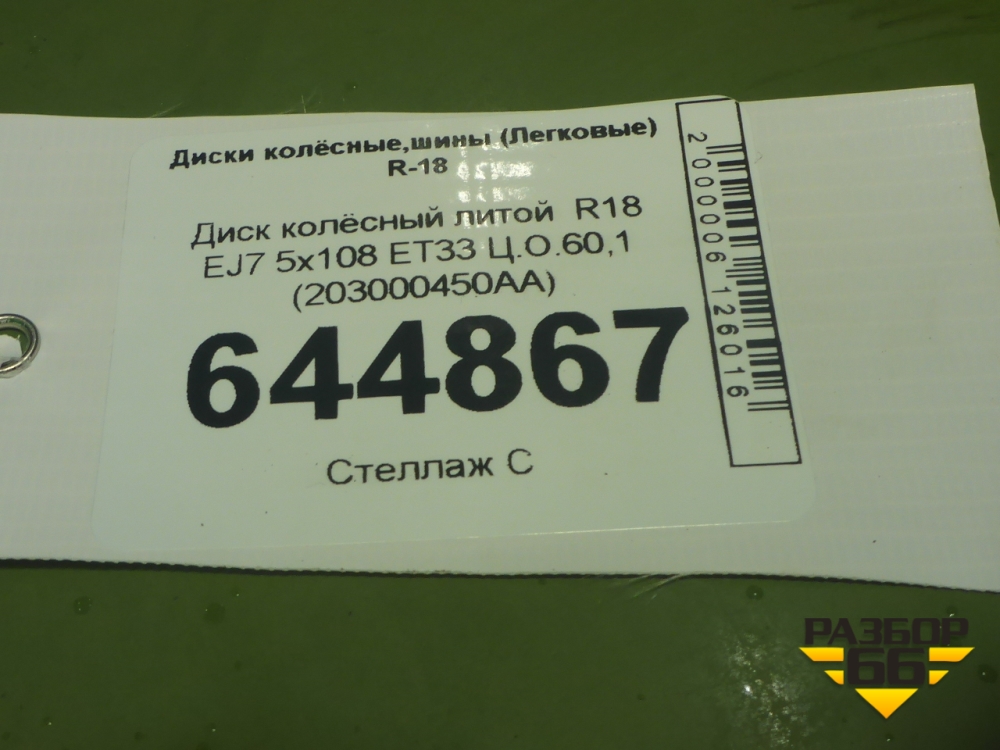 Диски колёсные,шины (Легковые)
R-18
Диск колёсный литой R18
EJ7 5x108 ET33 Ц.О.60,1
(203000450AA)
644867
Стеллаж С
2000006126016
РАЗБОР
66